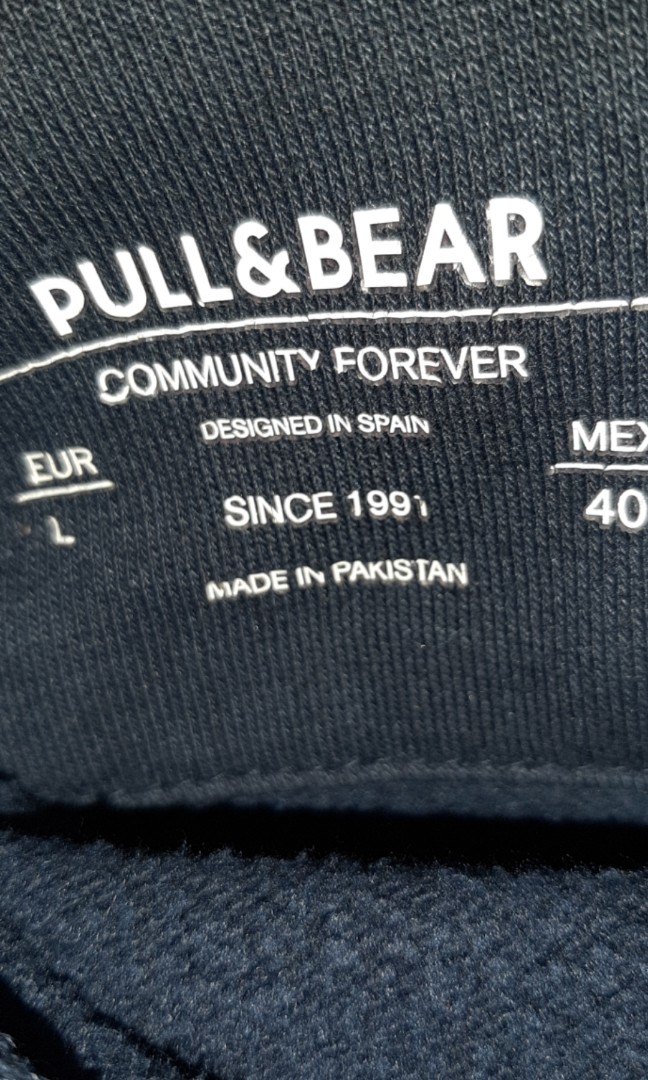 PULL&BEAR
COMMUNITY FOREVER
DESIGNED IN SPAIN
EUR
L
SINCE 1991
MADE IN PAKISTAN
MEX
40